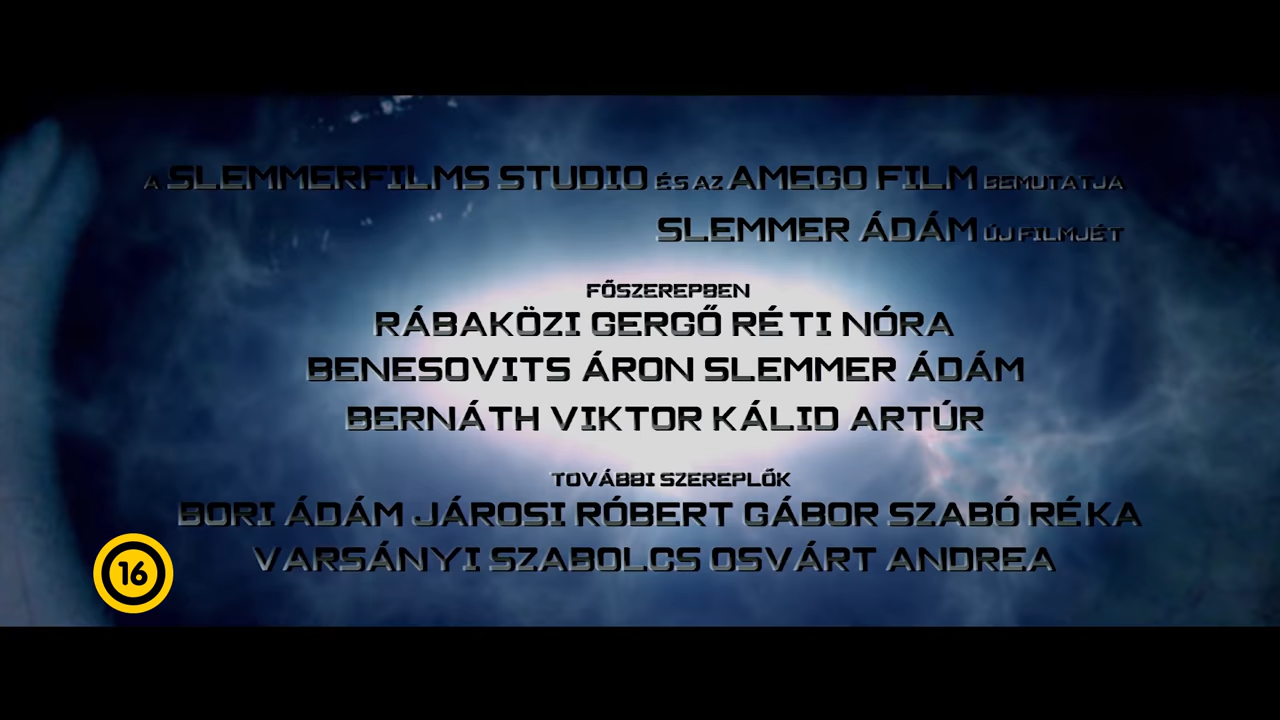 A SLEMMERFILMS STUDIO ÉS AZ AMEGO FILM BEMUTATJA
SLEMMER ÁDÁM ÚJ FILMJÉT
FŐSZEREPBEN
RÁBAKÖZI GERGŐ RÉTI NÓRA
BENESOVITS ÁRON SLEMMER ÁDÁM
BERNÁTH VIKTOR KÁLID ARTÚR
TOVÁBBI SZEREPLŐK
BORI ÁDÁM JÁROSI RÓBERT GÁBOR SZABÓ RÉKA
VARSÁNYI SZABOLCS OSVÁRT ANDREA
16